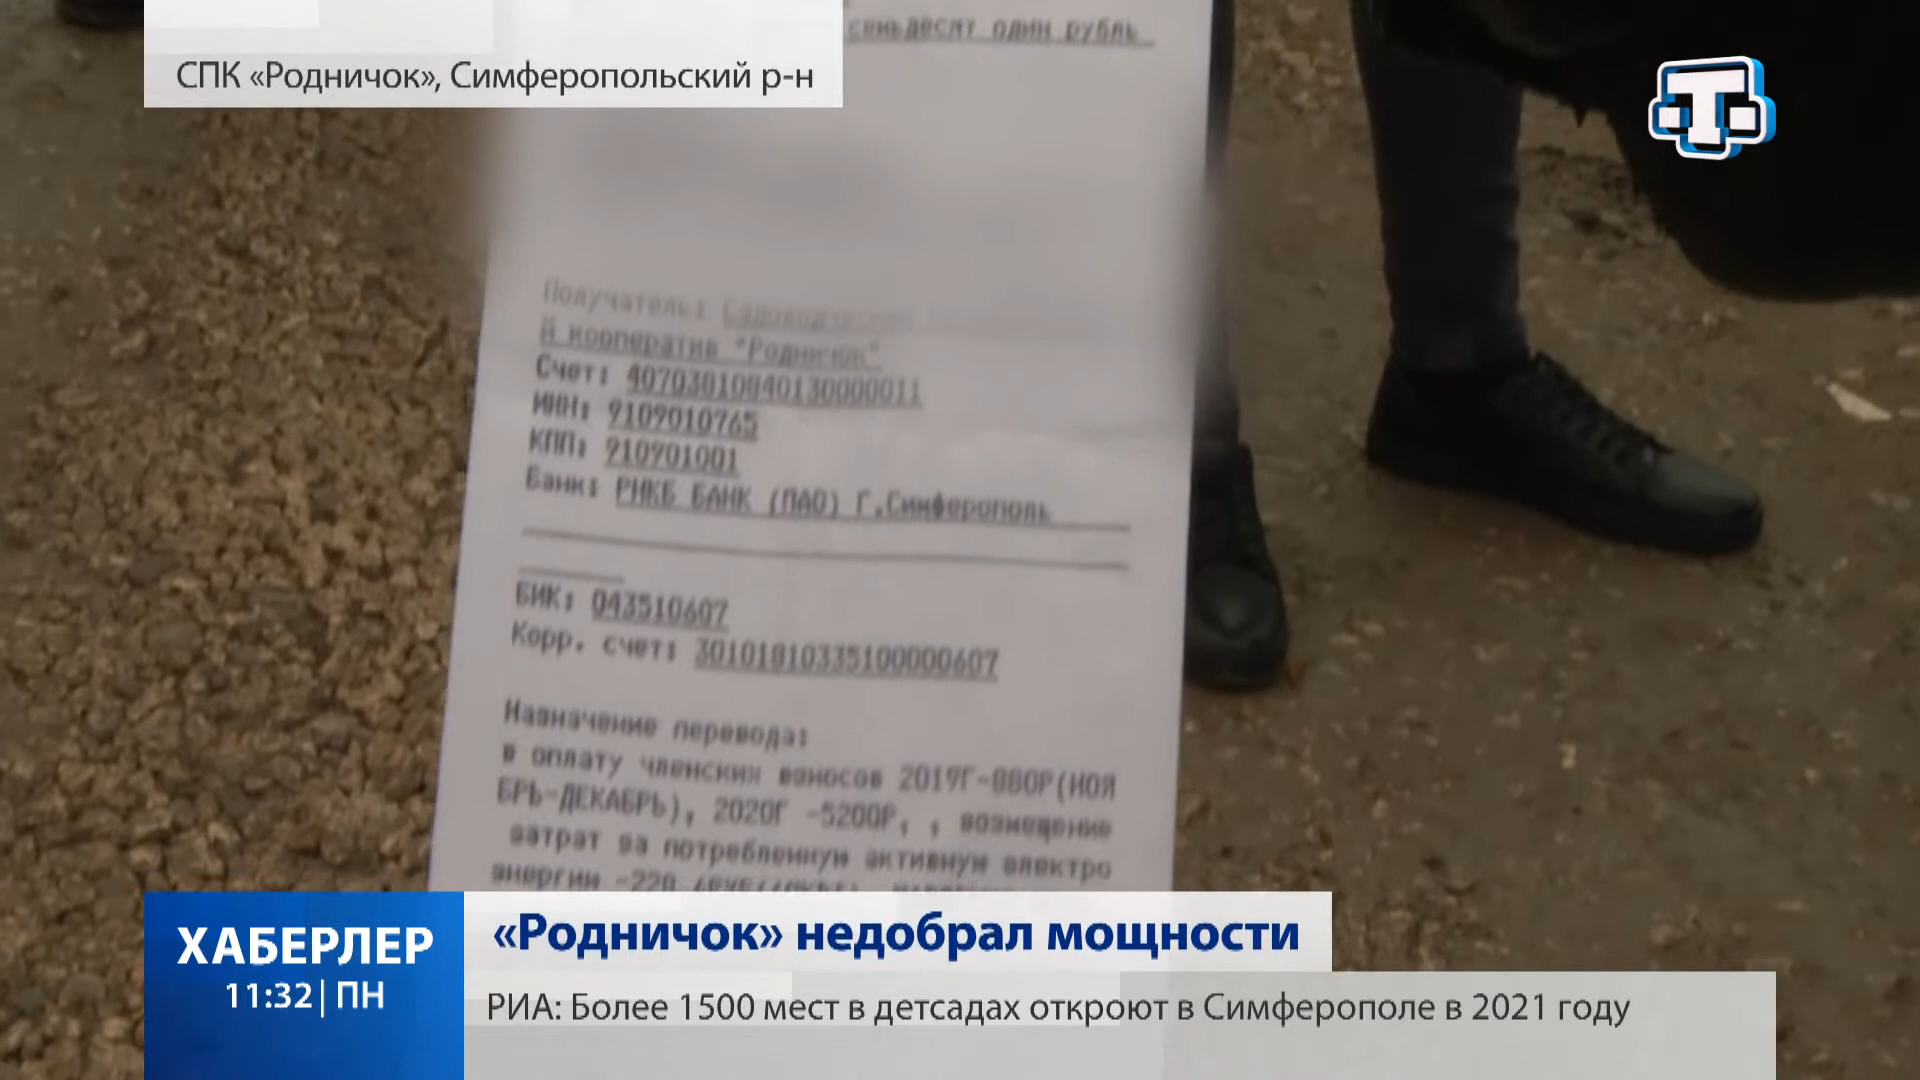 семьдесят один рубль
СПК «Родничок», Симферопольский р-н
Т
Получатель: Садоводческий
й кооператив "Родничок"
Счет: 40703810840130000011
ИНН: 9109010765
КПП: 910901001
Банк: РНКБ БАНК (ПАО) Г.Симферополь
БИК: 043510607
Корр. счет: 30101810335100000607
Назначение перевода:
в оплату членских взносов 2019Г-880Р(НОЯ
БРЬ-ДЕКАБРЬ), 2020Г -5200Р, , возмещение
затрат за потребленную активную электро
энергии
«Родничок» недобрал мощности
ХАБЕРЛЕР
11:32 | ПН
РИА: Более 1500 мест в детсадах откроют в Симферополе в 2021 году